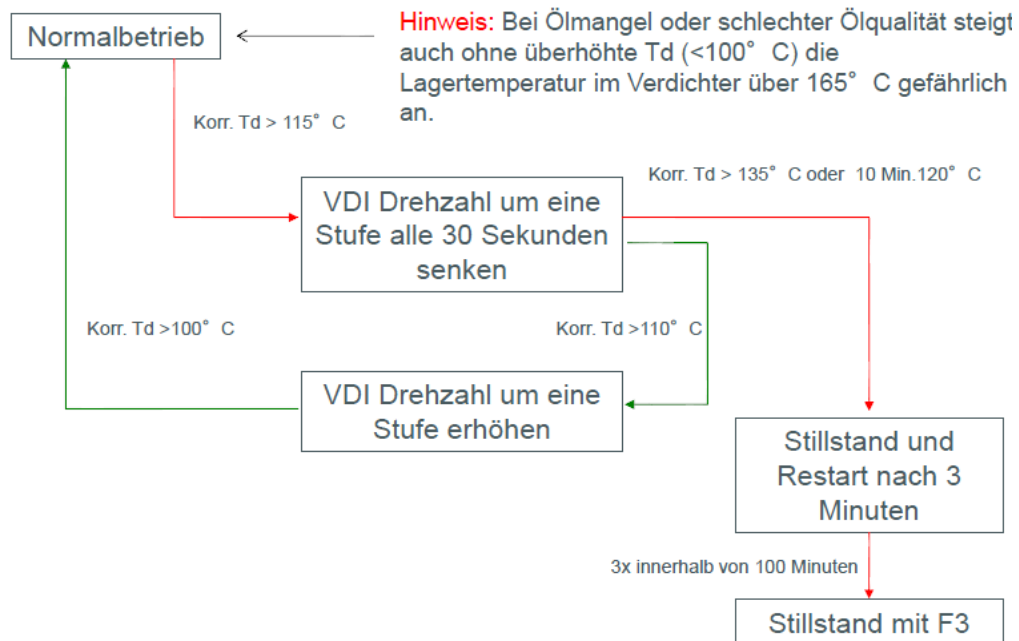 Normalbetrieb
Hinweis: Bei Ölmangel oder schlechter Ölqualität steigt
auch ohne überhöhte Td (<100° C) die
Lagertemperatur im Verdichter über 165° C gefährlich
an.
Korr. Td > 115° C
Korr. Td > 135° C oder 10 Min.120° C
VDI Drehzahl um eine
Stufe alle 30 Sekunden
senken
Korr. Td >100° C
Korr. Td >110° C
VDI Drehzahl um eine
Stufe erhöhen
Stillstand und
Restart nach 3
Minuten
3x innerhalb von 100 Minuten
Stillstand mit F3